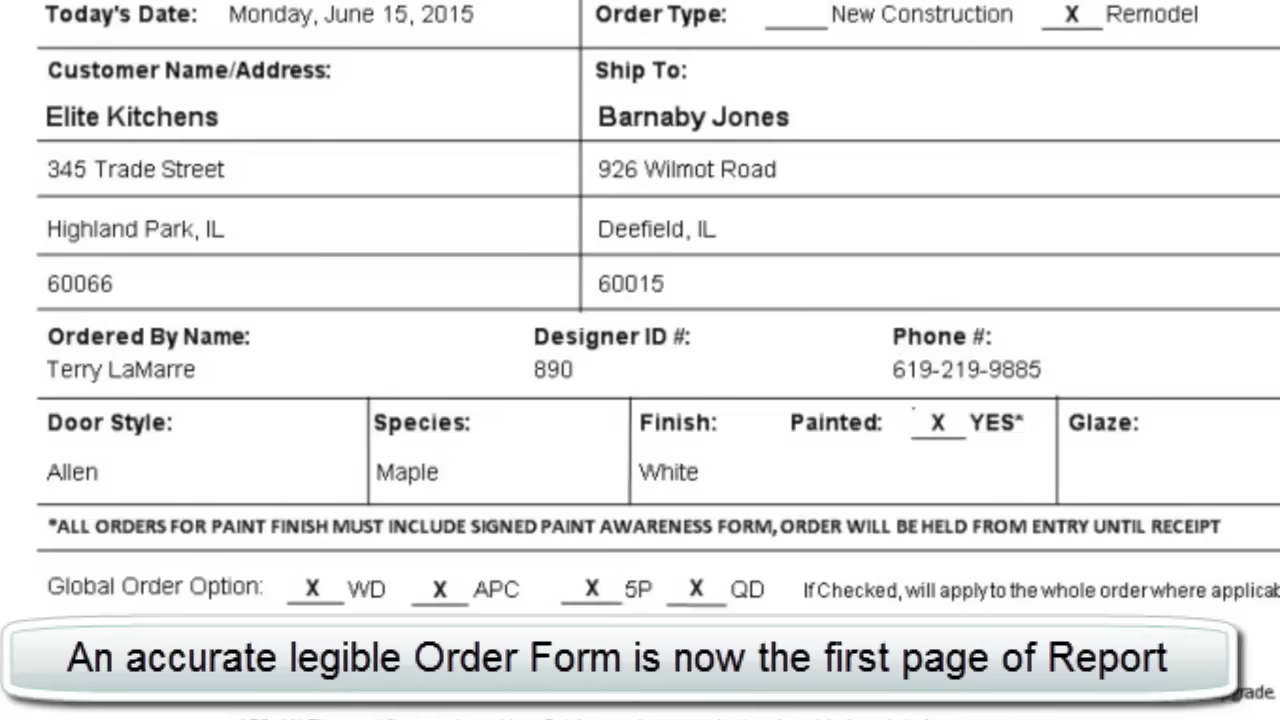 Today's Date: Monday, June 15, 2015 Order Type: ____ New Construction X Remodel
Customer Name/Address: Ship To:
Elite Kitchens Barnaby Jones
345 Trade Street 926 Wilmot Road
Highland Park, IL Deefield, IL
60066 60015
Ordered By Name: Designer ID #: Phone #:
Terry LaMarre 890 619-219-9885
Door Style: Species: Finish: Painted: X YES* Glaze:
Allen Maple White
*ALL ORDERS FOR PAINT FINISH MUST INCLUDE SIGNED PAINT AWARENESS FORM, ORDER WILL BE HELD FROM ENTRY UNTIL RECEIPT
Global Order Option: X WD X APC X 5P X QD If Checked, will apply to the whole order where
An accurate legible Order Form is now the first page of Report